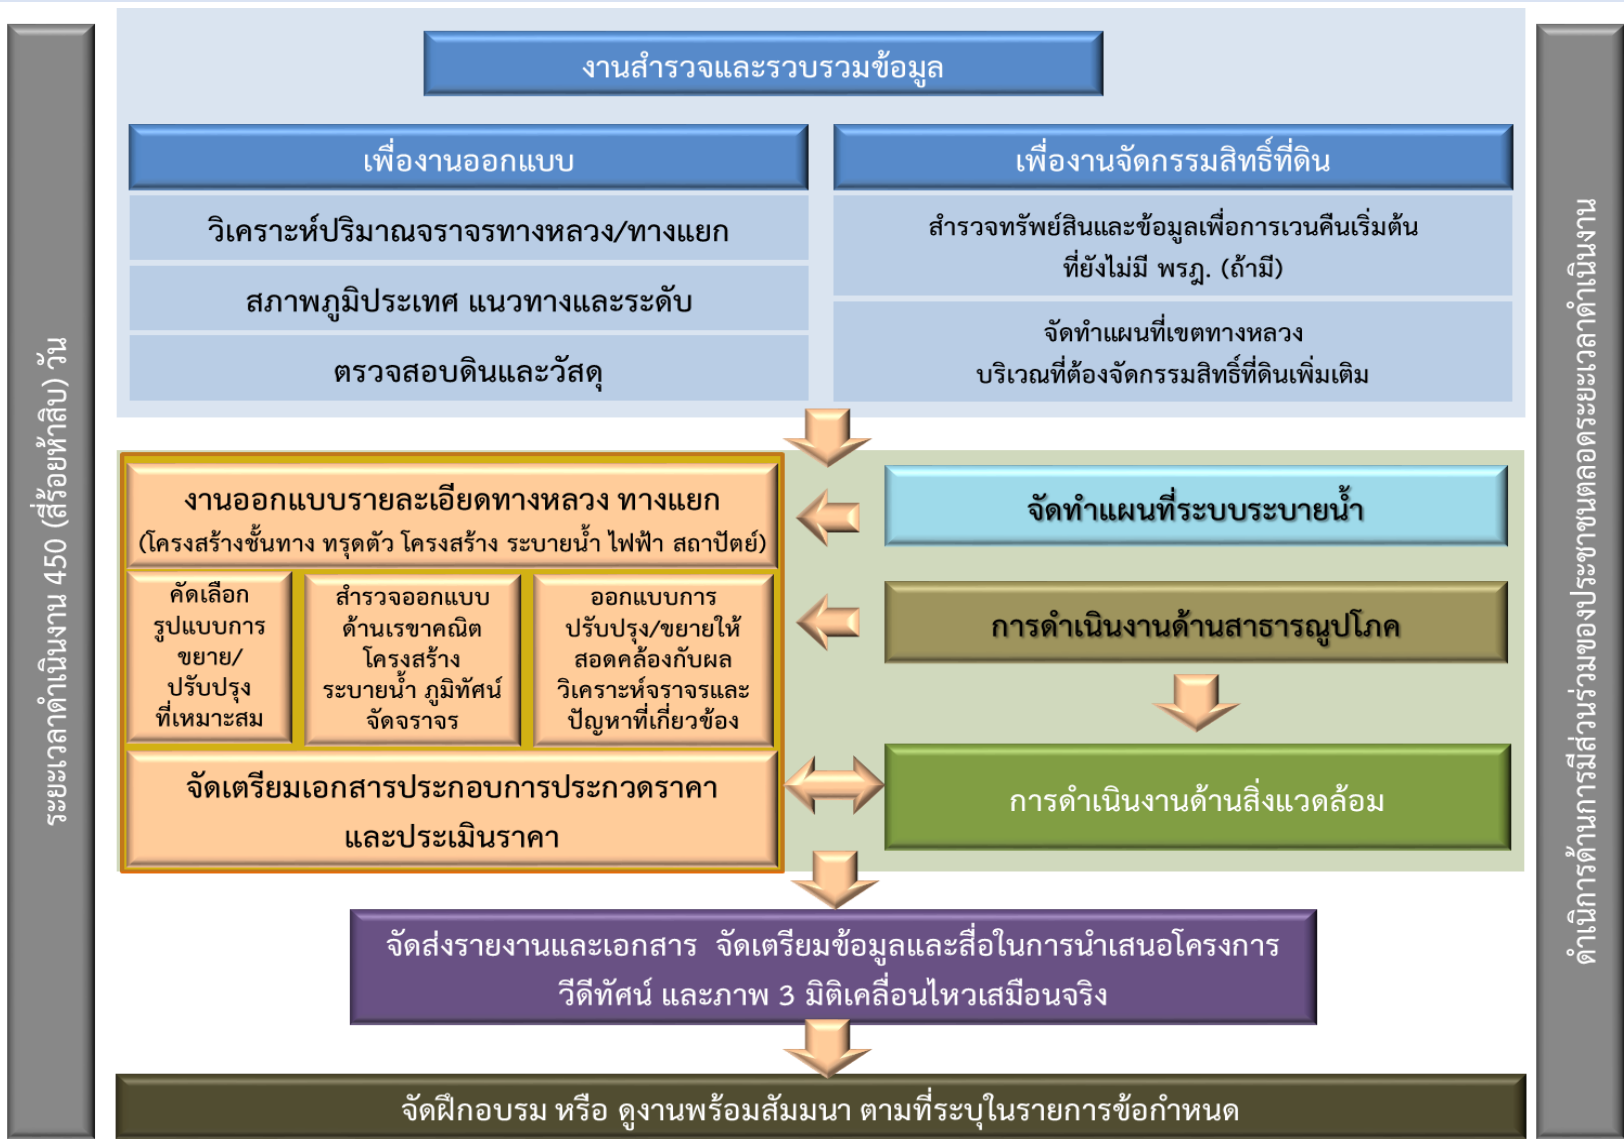 งานสำรวจและรวบรวมข้อมูล
เพื่องานออกแบบ
วิเคราะห์ปริมาณจราจรทางหลวง/ทางแยก
สภาพภูมิประเทศ แนวทางและระดับ
ตรวจสอบดินและวัสดุ
เพื่องานจัดกรรมสิทธิ์ที่ดิน
สำรวจทรัพย์สินและข้อมูลเพื่อการเวนคืนเริ่มต้น
ที่ยังไม่มี พรฎ. (ถ้ามี)
จัดทำแผนที่เขตทางหลวง
บริเวณที่ต้องจัดกรรมสิทธิ์ที่ดินเพิ่มเติม
ระยะเวลาดำเนินงาน 450 (สี่ร้อยห้าสิบ) วัน
งานออกแบบรายละเอียดทางหลวง ทางแยก
(โครงสร้างชั้นทาง ทรุดตัว โครงสร้าง ระบายน้ำ ไฟฟ้า สถาปัตย์)
คัดเลือก
รูปแบบการ
ขยาย/
ปรับปรุง
ที่เหมาะสม
สำรวจออกแบบ
ด้านเรขาคณิต
โครงสร้าง
ระบายน้ำ ภูมิทัศน์
จัดจราจร
ออกแบบการ
ปรับปรุง/ขยายให้
สอดคล้องกับผล
วิเคราะห์จราจรและ
ปัญหาที่เกี่ยวข้อง
จัดเตรียมเอกสารประกอบการประกวดราคา
และประเมินราคา
จัดทำแผนที่ระบบระบายน้ำ
การดำเนินงานด้านสาธารณูปโภค
การดำเนินงานด้านสิ่งแวดล้อม
ดำเนินการด้านการมีส่วนร่วมของประชาชนตลอดระยะเวลาดำเนินงาน
จัดส่งรายงานและเอกสาร จัดเตรียมข้อมูลและสื่อในการนำเสนอโครงการ
วีดีทัศน์ และภาพ 3 มิติเคลื่อนไหวเสมือนจริง
จัดฝึกอบรม หรือ ดูงานพร้อมสัมมนา ตามที่ระบุในรายการข้อกำหนด